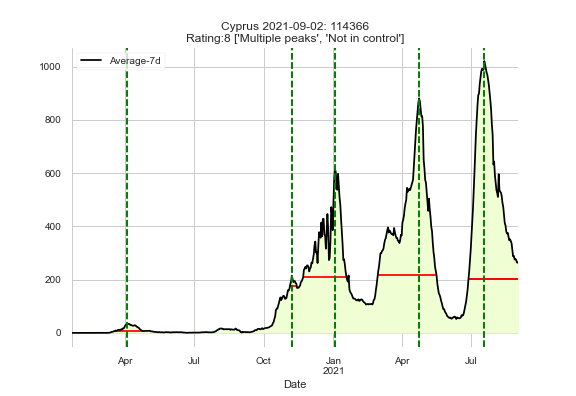 Cyprus 2021-09-02: 114366
Rating:8 ['Multiple peaks', 'Not in control']
Average-7d
1000
800
600
400
200
0
Apr Jul Oct Jan Apr Jul
2021
Date